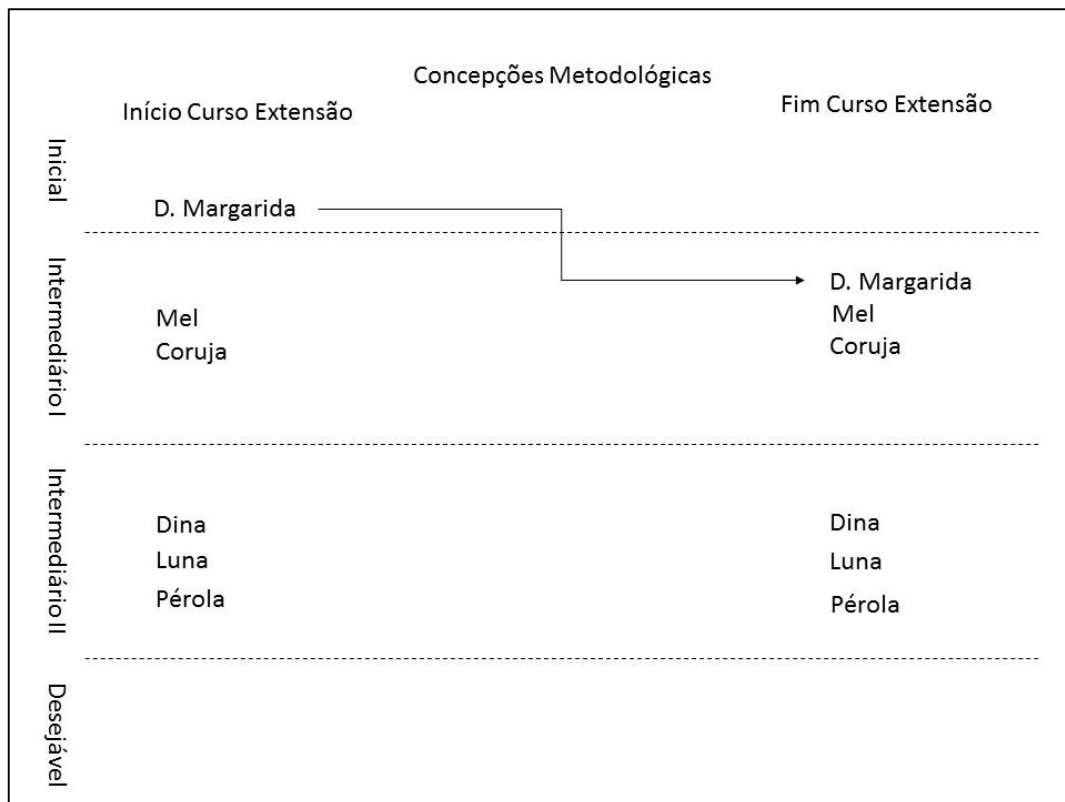 Concepções Metodológicas
Início Curso Extensão
Fim Curso Extensão
Inicial
D. Margarida
Intermediário I
Mel
Coruja
D. Margarida
Mel
Coruja
Intermediário II
Dina
Luna
Pérola
Dina
Luna
Pérola
Desejável